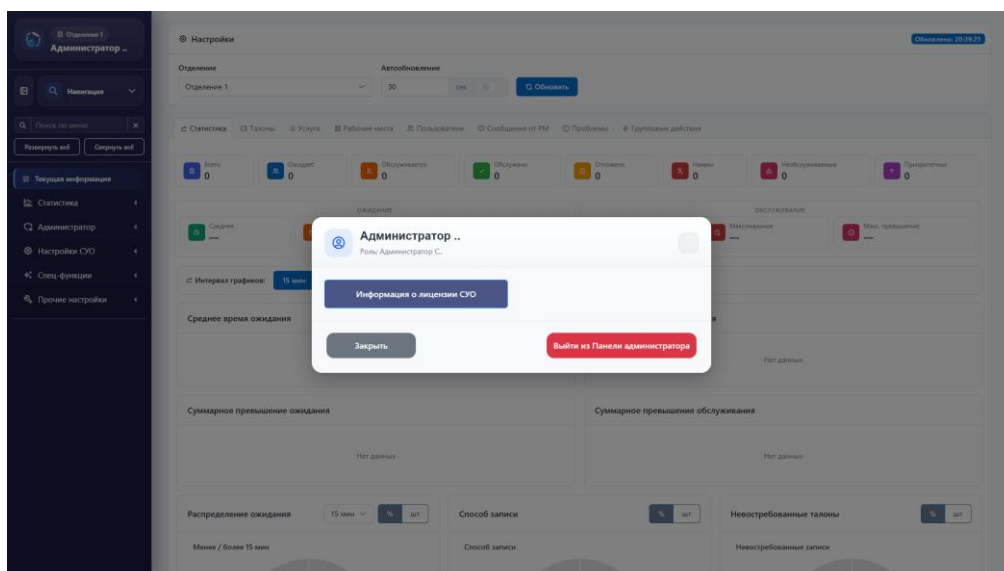 Отделение 1
Администратор ..
Навигация
Поиск по меню
Развернуть всё
Свернуть всё
Текущая информация
Статистика
Администратор
Настройки СУО
Спец-функции
Прочие настройки
Настройки
Обновлено: 20:39:25
Отделение
Автообновление
Отделение 1
30
сек
Обновить
Статистика
Талоны
Услуги
Рабочие места
Пользователи
Сообщения от РМ
Проблемы
Групповые действия
Всего
0
Ожидает
0
Обслуживается
0
Обслужено
0
Отложено
0
Неявка
0
Необслуживаемые
0
Приоритетных
0
ОЖИДАНИЕ
ОБСЛУЖИВАНИЕ
Среднее
—
Максимальное
—
Макс. превышение
—
Администратор ..
Роль: Администратор С..
Информация о лицензии СУО
Закрыть
Выйти из Панели администратора
Интервал графиков:
15 мин
Среднее время ожидания
Нет данных
Суммарное превышение ожидания
Суммарное превышение обслуживания
Нет данных
Нет данных
Распределение ожидания
15 мин
%
шт
Способ записи
%
шт
Невостребованные талоны
%
шт
Менее / более 15 мин
Способ записи
Невостребованные записи